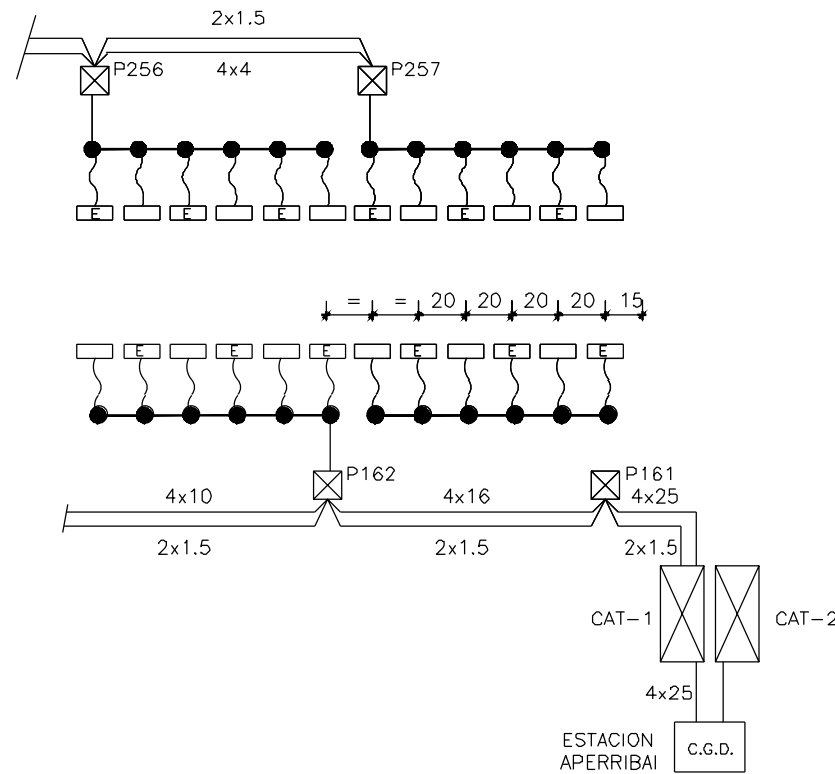 2x1.5
P256
4x4
P257
E E E E E E
= = 20 20 20 20 15
E E E E E E
P162
P161
4x10
4x16
4x25
2x1.5
2x1.5
2x1.5
CAT-1
CAT-2
4x25
ESTACION
APERRIBAI
C.G.D.